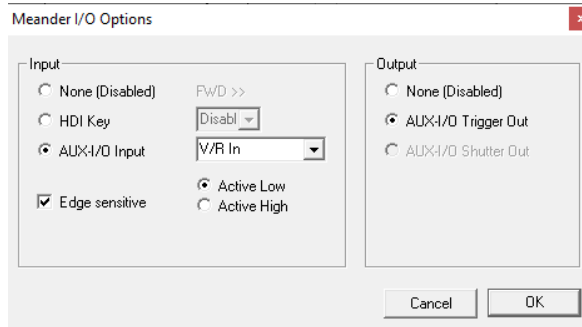 Meander I/O Options
Input
None (Disabled) FWD >>
HDI Key Disabl
AUX-I/O Input V/R In
Edge sensitive
Active Low
Active High
Output
None (Disabled)
AUX-I/O Trigger Out
AUX-I/O Shutter Out
Cancel OK